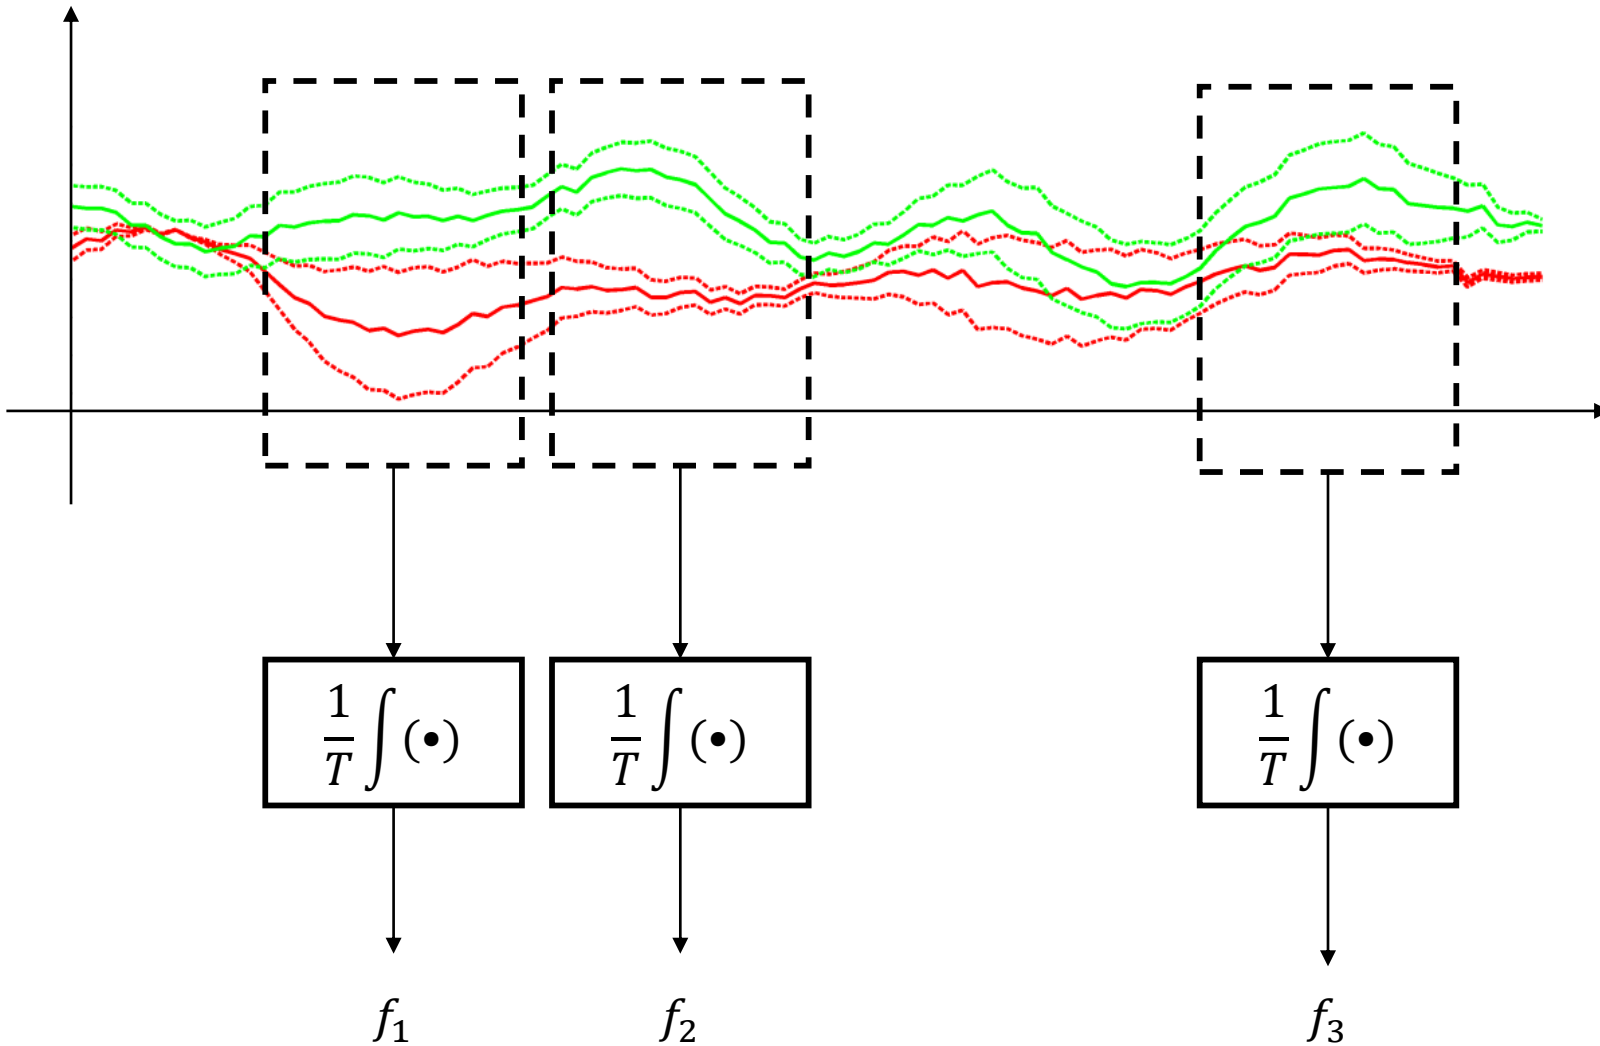 1/T ∫(•) 1/T ∫(•) 1/T ∫(•)
f₁ f₂ f₃